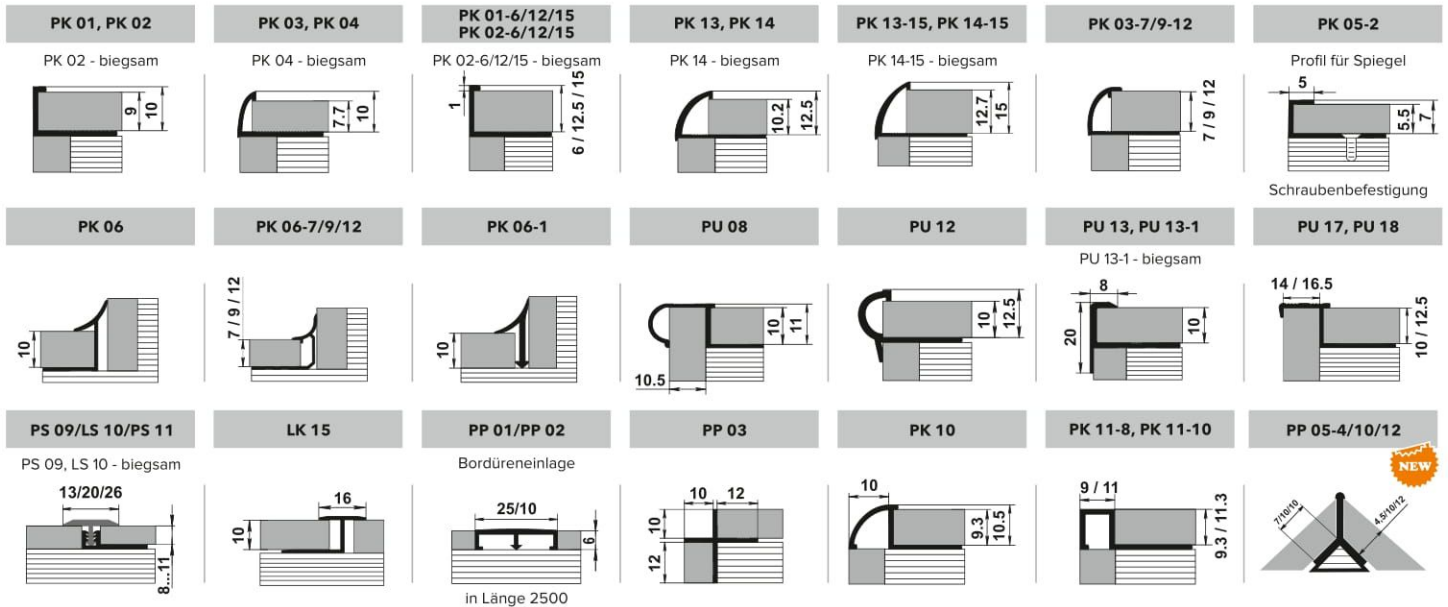 PK 01, PK 02
PK 02 - biegsam
9
10
PK 03, PK 04
PK 04 - biegsam
7.7
10
PK 01-6/12/15
PK 02-6/12/15
PK 02-6/12/15 - biegsam
1
6 / 12.5 / 15
PK 13, PK 14
PK 14 - biegsam
10.2
12.5
PK 13-15, PK 14-15
PK 14-15 - biegsam
12.7
15
PK 03-7/9-12
7 / 9 / 12
PK 05-2
Profil für Spiegel
5
5.5
7
Schraubenbefestigung
PK 06
10
PK 06-7/9/12
7 / 9 / 12
PK 06-1
10
PU 08
10
11
10.5
PU 12
10
12.5
PU 13, PU 13-1
PU 13-1 - biegsam
8
20
10
PU 17, PU 18
14 / 16.5
10 / 12.5
PS 09/LS 10/PS 11
PS 09, LS 10 - biegsam
13/20/26
8...11
LK 15
16
10
PP 01/PP 02
Bordüreneinlage
25/10
6
in Länge 2500
PP 03
10
12
10
12
PK 10
10
9.3
10.5
PK 11-8, PK 11-10
9 / 11
9.3 / 11.3
PP 05-4/10/12
NEW
7/10/10
4,5/10/12